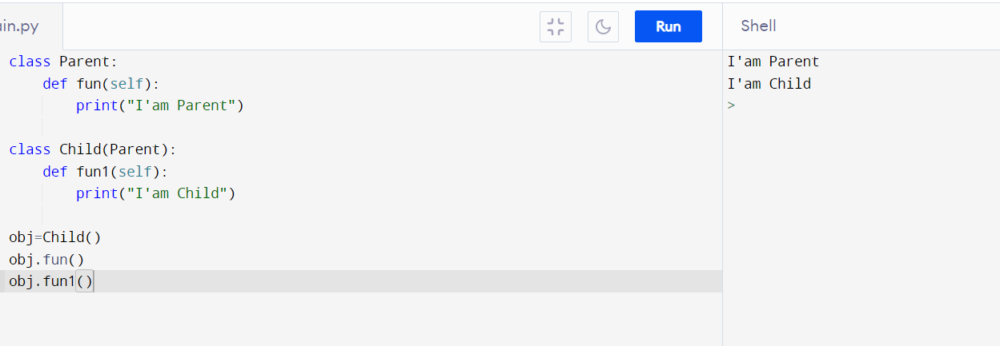 in.py
Run
Shell
class Parent:
    def fun(self):
        print("I'am Parent")
class Child(Parent):
    def fun1(self):
        print("I'am Child")
obj=Child()
obj.fun()
obj.fun1()
I'am Parent
I'am Child
>